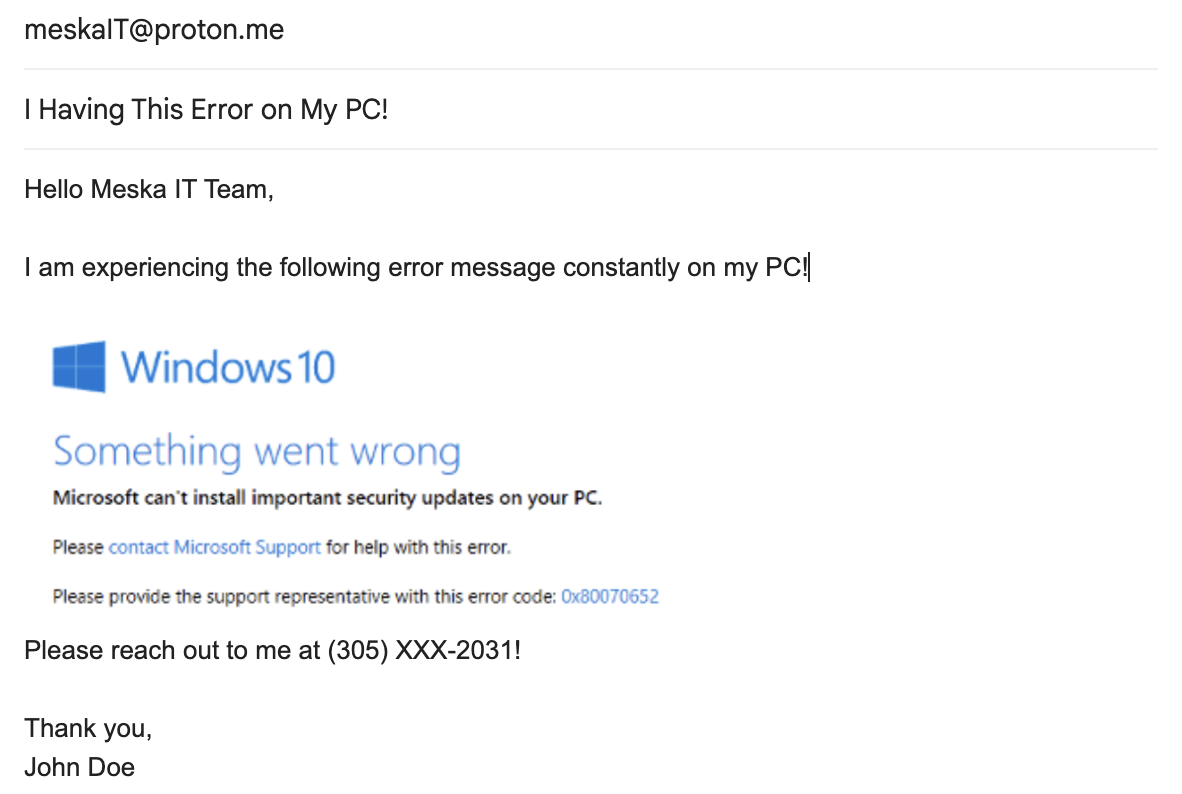 meskaIT@proton.me
I Having This Error on My PC!
Hello Meska IT Team,
I am experiencing the following error message constantly on my PC!
Windows 10
Something went wrong
Microsoft can't install important security updates on your PC.
Please contact Microsoft Support for help with this error.
Please provide the support representative with this error code: 0x80070652
Please reach out to me at (305) XXX-2031!
Thank you,
John Doe